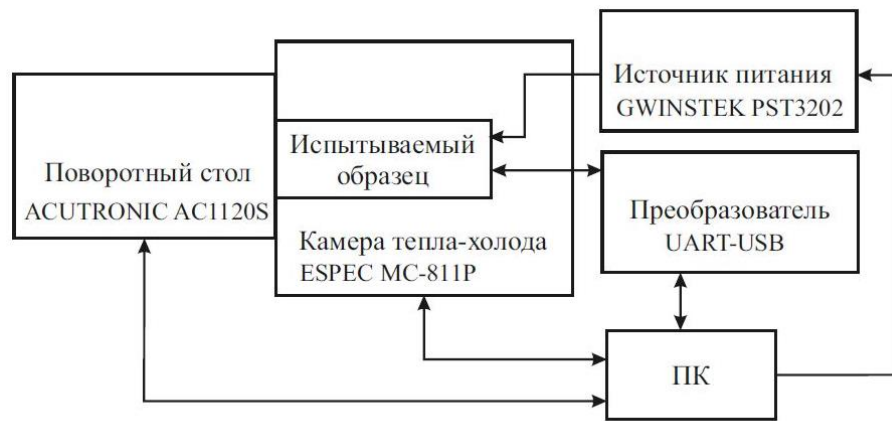 Источник питания
GWINSTEK PST3202
Испытываемый
образец
Поворотный стол
ACUTRONIC AC1120S
Преобразователь
UART-USB
Камера тепла-холода
ESPEC MC-811P
ПК